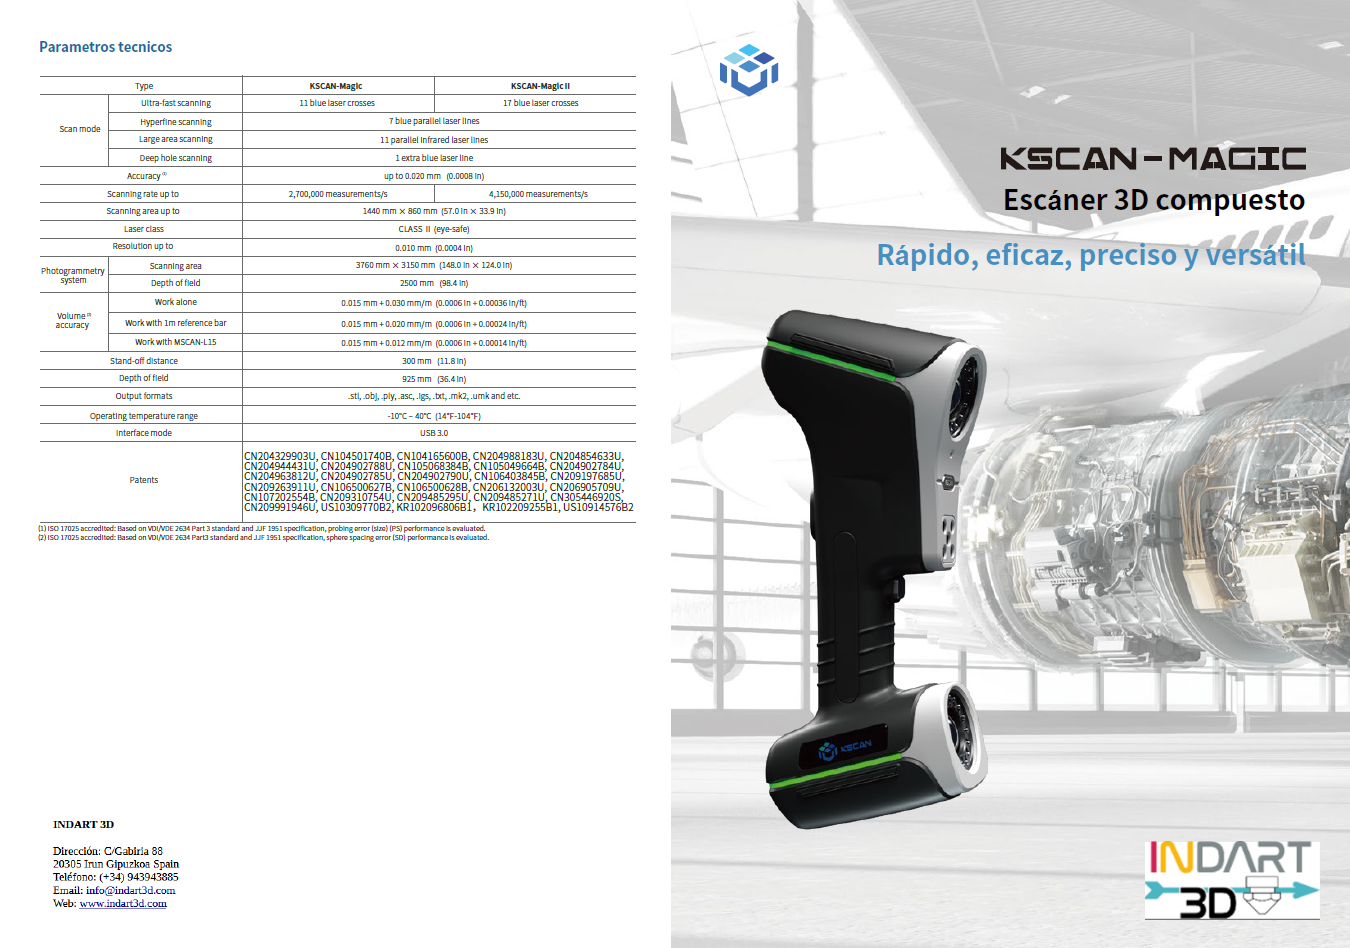 Parametros tecnicos
Type KSCAN-Magic KSCAN-Magic II
Scan mode
Ultra-fast scanning 11 blue laser crosses 17 blue laser crosses
Hyperfine scanning 7 blue parallel laser lines
Large area scanning 11 parallel infrared laser lines
Deep hole scanning 1 extra blue laser line
Accuracy (1) up to 0.020 mm (0.0008 in)
Scanning rate up to 2,700,000 measurements/s 4,150,000 measurements/s
Scanning area up to 1440 mm × 860 mm (57.0 in × 33.9 in)
Laser class CLASS II (eye-safe)
Resolution up to 0.010 mm (0.0004 in)
Photogrammetry
system
Scanning area 3760 mm × 3150 mm (148.0 in × 124.0 in)
Depth of field 2500 mm (98.4 in)
Volume (2)
accuracy
Work alone 0.015 mm + 0.030 mm/m (0.0006 in + 0.00036 in/ft)
Work with 1m reference bar 0.015 mm + 0.020 mm/m (0.0006 in + 0.00024 in/ft)
Work with MSCAN-L15 0.015 mm + 0.012 mm/m (0.0006 in + 0.00014 in/ft)
Stand-off distance 300 mm (11.8 in)
Depth of field 925 mm (36.4 in)
Output formats .stl, .obj, .ply, .asc, .igs, .txt, .mk2, .umk and etc.
Operating temperature range -10°C – 40°C (14°F-104°F)
Interface mode USB 3.0
Patents
CN204329903U, CN104501740B, CN104165600B, CN204988183U, CN204854633U,
CN204944431U, CN204902788U, CN105068384B, CN105049664B, CN204902784U,
CN204963812U, CN204902785U, CN204902790U, CN106403845B, CN209197685U,
CN209263911U, CN106500627B, CN106500628B, CN206132003U, CN206905709U,
CN107202554B, CN209310754U, CN209485295U, CN209485271U, CN305446920S,
CN209991946U, US10309770B2, KR102096806B1, KR102209255B1, US10914576B2
(1) ISO 17025 accredited: Based on VDI/VDE 2634 Part 3 standard and JJF 1951 specification, probing error (size) (PS) performance is evaluated.
(2) ISO 17025 accredited: Based on VDI/VDE 2634 Part3 standard and JJF 1951 specification, sphere spacing error (SD) performance is evaluated.
INDART 3D
Dirección: C/Gabiria 88
20305 Irun Gipuzkoa Spain
Teléfono: (+34) 943943885
Email: info@indart3d.com
Web: www.indart3d.com
KSCAN-MAGIC
Escáner 3D compuesto
Rápido, eficaz, preciso y versátil
KSCAN
INDART
3D